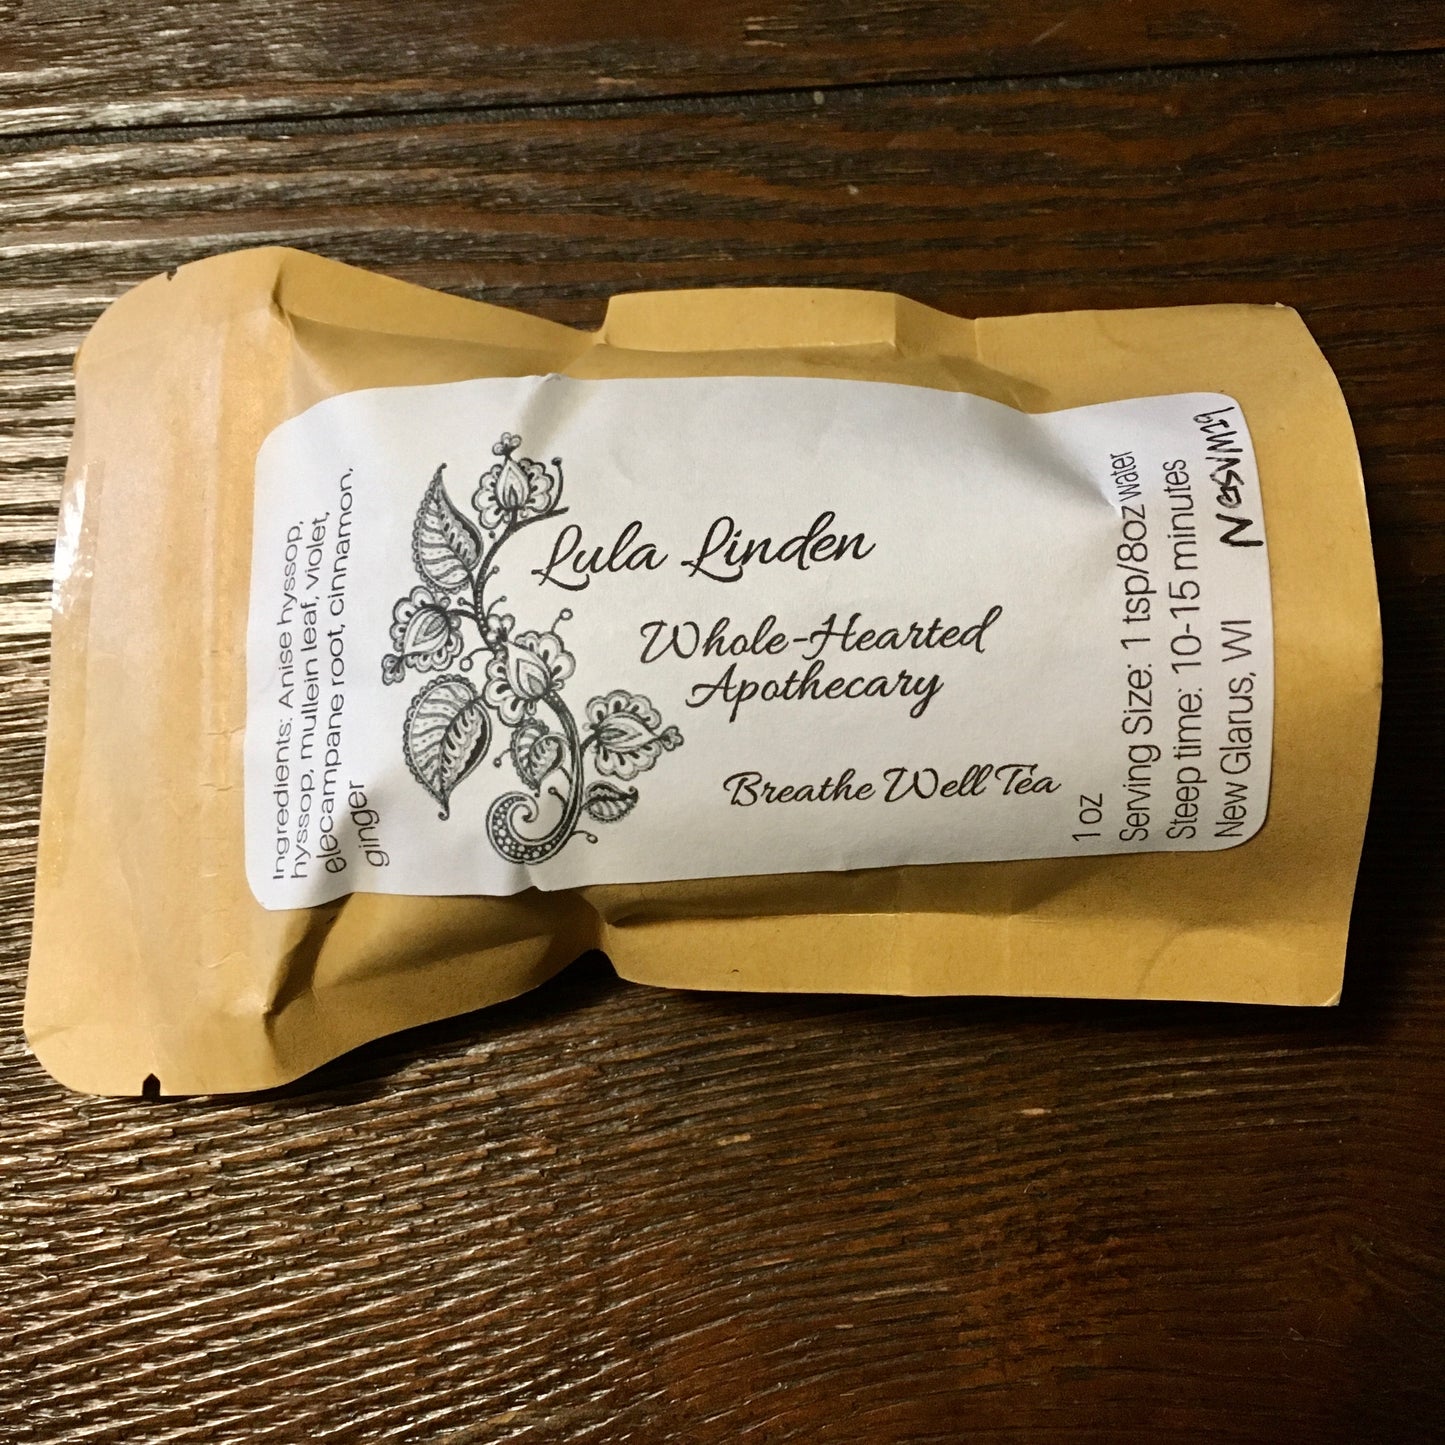 Ingredients: Anise hyssop,
hyssop, mullein leaf, violet,
elecampane root, cinnamon,
ginger
Lula Linden
Whole-Hearted
Apothecary
Breathe Well Tea
1 oz
Serving Size: 1 tsp/8oz water
Steep time: 10-15 minutes
New Glarus, WI